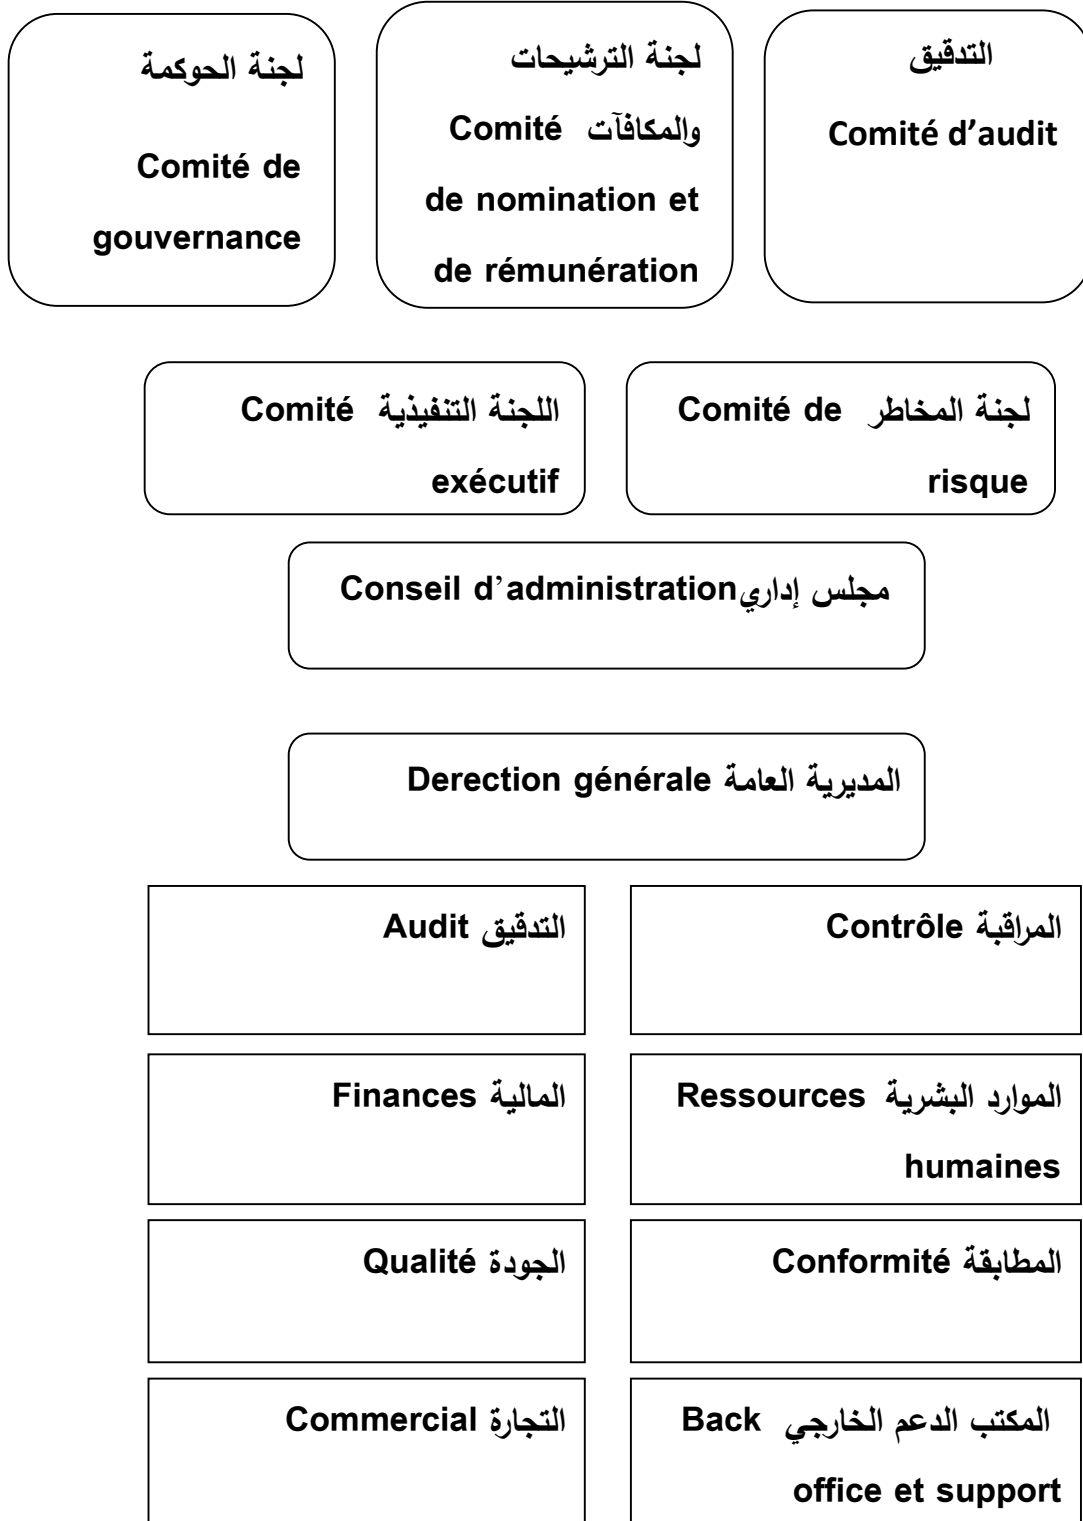 التدقيق
Comité d’audit
لجنة الترشيحات
والمكافآت Comité
de nomination et
de rémunération
لجنة الحوكمة
Comité de
gouvernance
لجنة المخاطر Comité de
risque
اللجنة التنفيذية Comité
exécutif
مجلس إداريConseil d’administration
المديرية العامة Derection générale
المراقبة Contrôle
التدقيق Audit
الموارد البشرية Ressources
humaines
المالية Finances
المطابقة Conformité
الجودة Qualité
المكتب الدعم الخارجي Back
office et support
التجارة Commercial